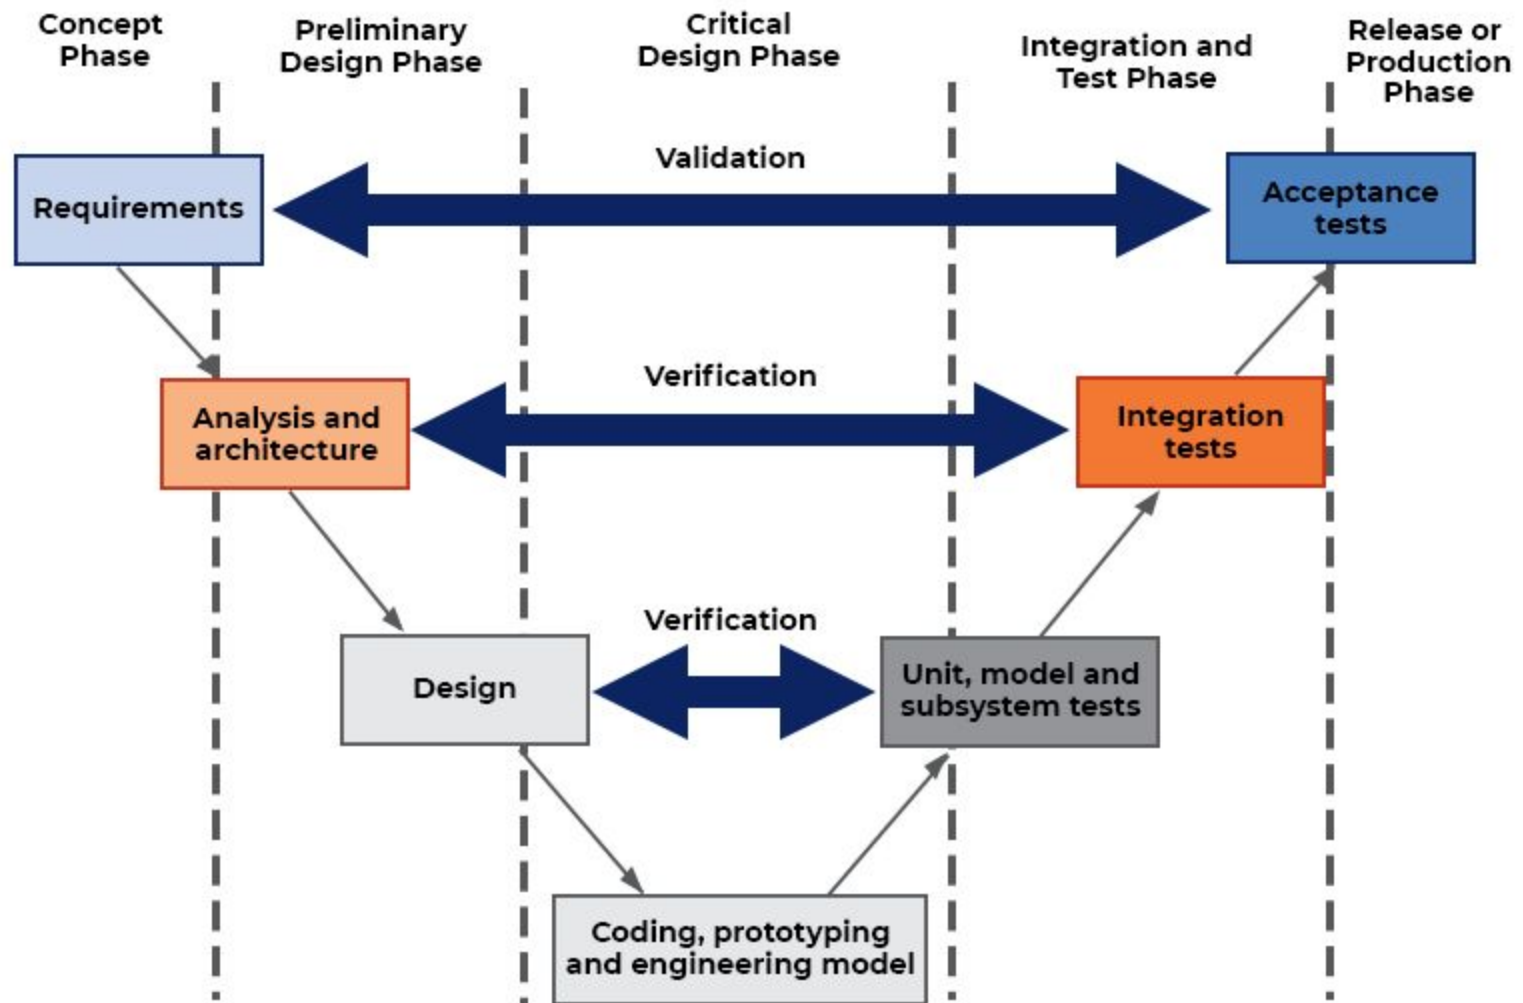 Concept
Phase
Preliminary
Design Phase
Critical
Design Phase
Integration and
Test Phase
Release or
Production
Phase
Validation
Requirements
Acceptance
tests
Verification
Analysis and
architecture
Integration
tests
Verification
Design
Unit, model and
subsystem tests
Coding, prototyping
and engineering model